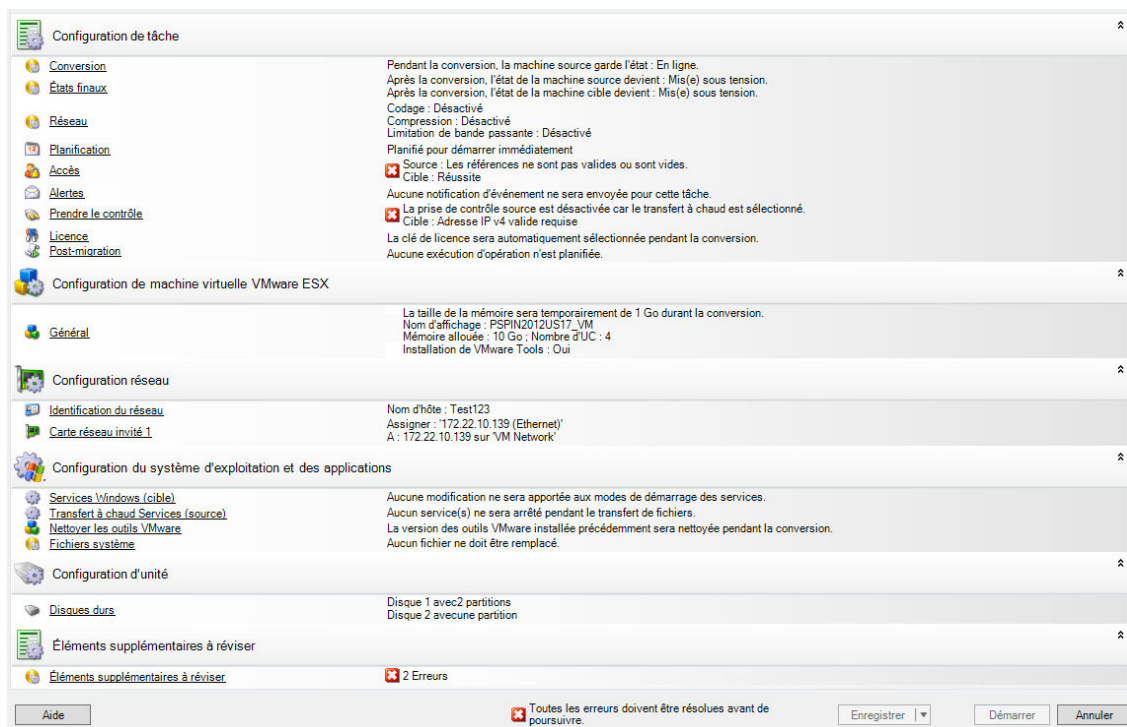 Configuration de tâche
Conversion
Pendant la conversion, la machine source garde l'état : En ligne.
États finaux
Après la conversion, l'état de la machine source devient : Mis(e) sous tension.
Après la conversion, l'état de la machine cible devient : Mis(e) sous tension.
Réseau
Codage : Désactivé
Compression : Désactivé
Limitation de bande passante : Désactivé
Planification
Planifié pour démarrer immédiatement
Accès
Source : Les références ne sont pas valides ou sont vides.
Cible : Réussite
Alertes
Aucune notification d'événement ne sera envoyée pour cette tâche.
Prendre le contrôle
La prise de contrôle source est désactivée car le transfert à chaud est sélectionné.
Cible : Adresse IP v4 valide requise
Licence
La clé de licence sera automatiquement sélectionnée pendant la conversion.
Post-migration
Aucune exécution d'opération n'est planifiée.
Configuration de machine virtuelle VMware ESX
Général
La taille de la mémoire sera temporairement de 1 Go durant la conversion.
Nom d'affichage : PSPIN2012US17_VM
Mémoire allouée : 10 Go ; Nombre d'UC : 4
Installation de VMware Tools : Oui
Configuration réseau
Identification du réseau
Nom d'hôte : Test123
Carte réseau invité 1
Assigner : '172.22.10.139 (Ethernet)'
A : 172.22.10.139 sur 'VM Network'
Configuration du système d'exploitation et des applications
Services Windows (cible)
Aucune modification ne sera apportée aux modes de démarrage des services.
Transfert à chaud Services (source)
Aucun service(s) ne sera arrêté pendant le transfert de fichiers.
Nettoyer les outils VMware
La version des outils VMware installée précédemment sera nettoyée pendant la conversion.
Fichiers système
Aucun fichier ne doit être remplacé.
Configuration d'unité
Disques durs
Disque 1 avec2 partitions
Disque 2 avecune partition
Éléments supplémentaires à réviser
Éléments supplémentaires à réviser
2 Erreurs
Aide
Toutes les erreurs doivent être résolues avant de
poursuivre.
Enregistrer
Démarrer
Annuler